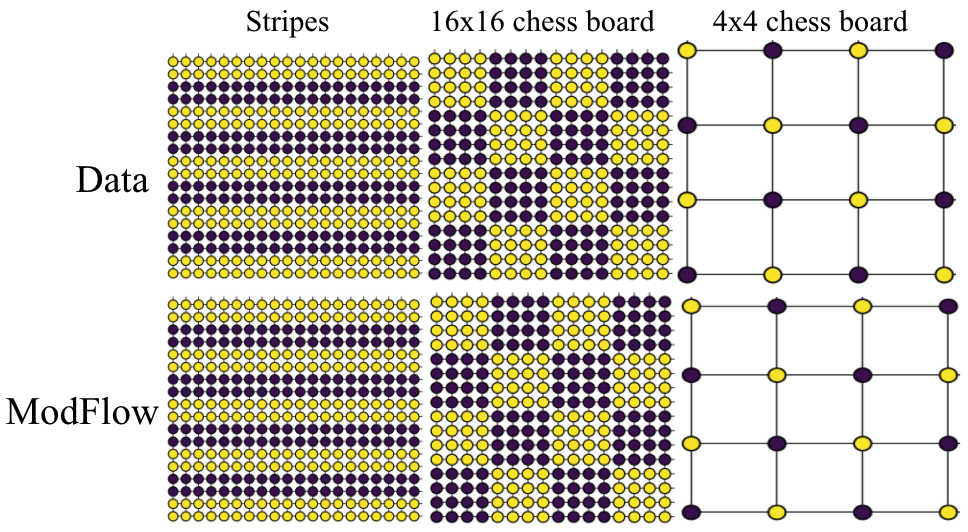 Stripes
16x16 chess board
4x4 chess board
Data
ModFlow